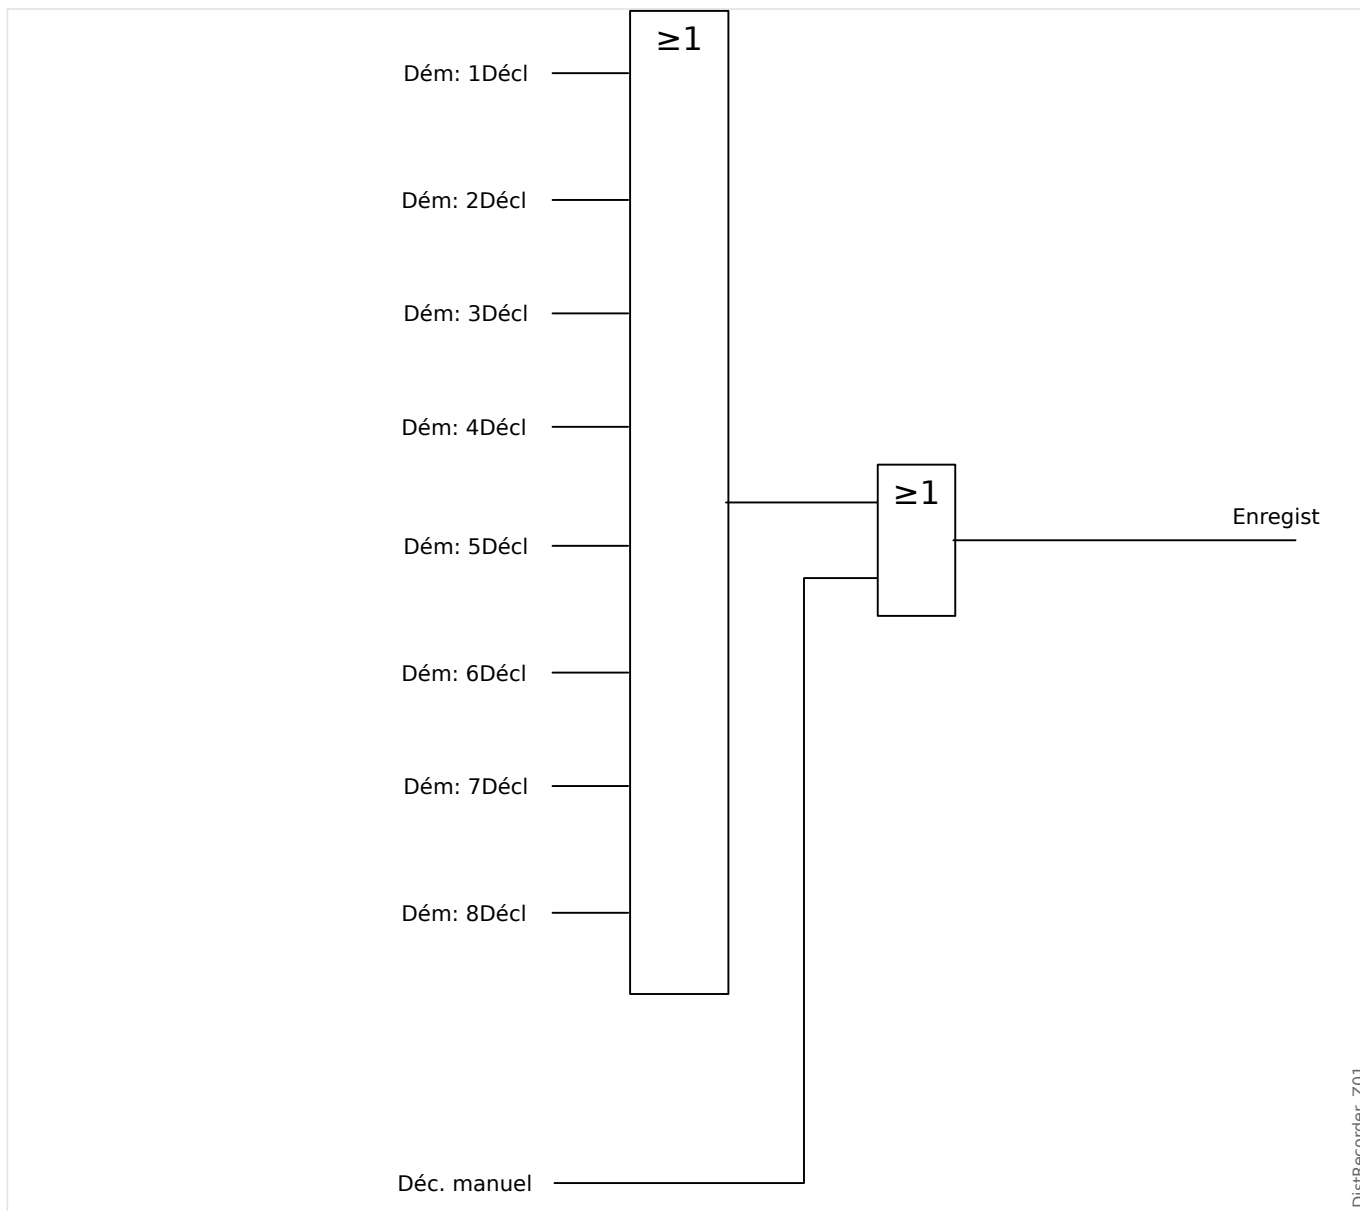 ≥1
Dém: 1Décl
Dém: 2Décl
Dém: 3Décl
Dém: 4Décl
≥1
Enregist
Dém: 5Décl
Dém: 6Décl
Dém: 7Décl
Dém: 8Décl
Déc. manuel
DistRecorder_Z01